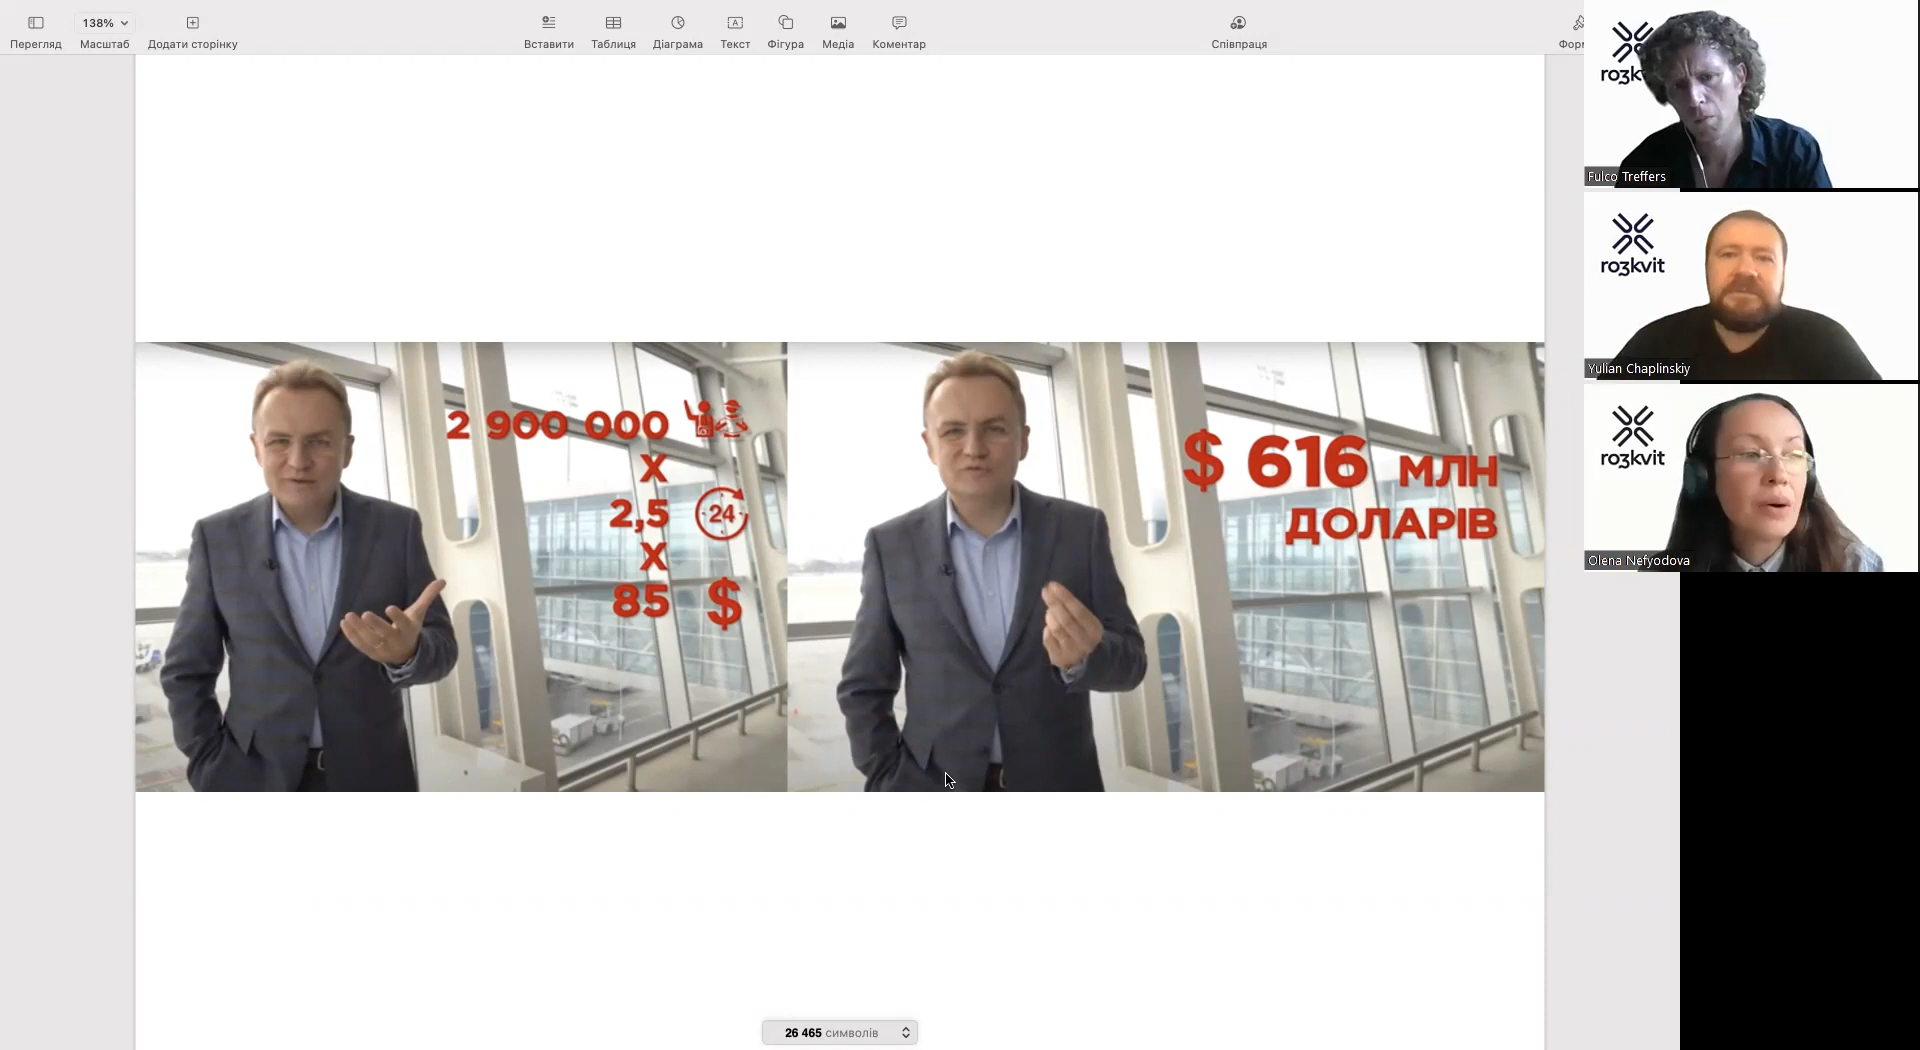 138%
Перегляд
Масштаб
Додати сторінку
Вставити
Таблиця
Діаграма
Текст
Фігура
Медіа
Коментар
Співпраця
2 900 000
X
2,5
24
X
85 $
$ 616 МЛН
ДОЛАРІВ
26 465 символів
Fulco Treffers
ro3kvit
Yulian Chaplinskiy
ro3kvit
Olena Nefyodova